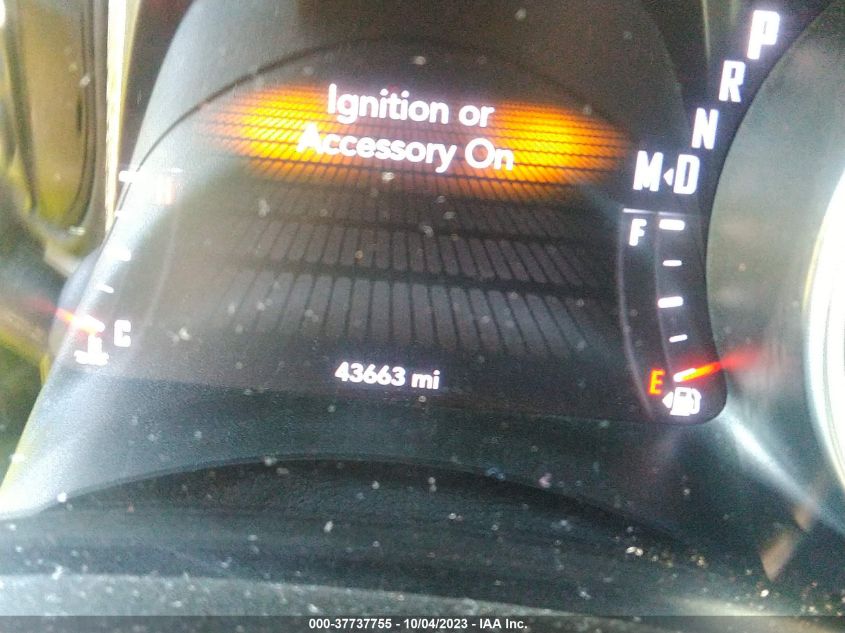 Ignition or
Accessory On
P
R
N
M D
F
C
43663 mi
E
000-37737755 - 10/04/2023 - IAA Inc.